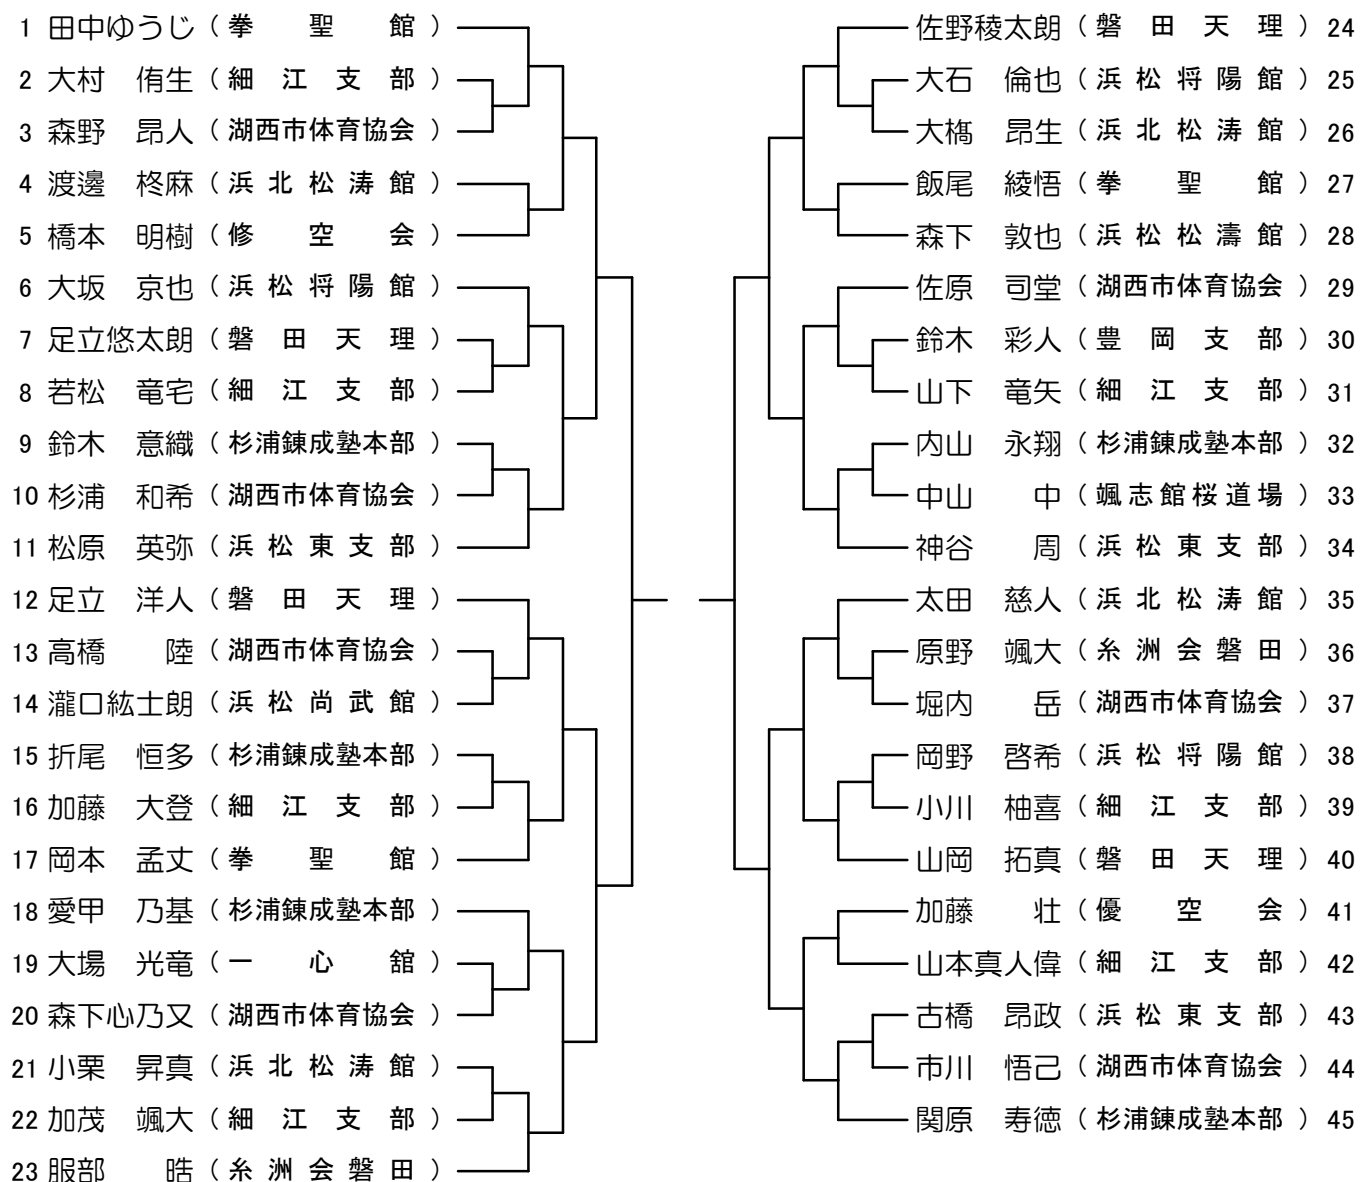 1 田中ゆうじ（拳聖館）
2 大村 侑生（細江支部）
3 森野 昂人（湖西市体育協会）
4 渡邊 柊麻（浜北松涛館）
5 橋本 明樹（修空会）
6 大坂 京也（浜松将陽館）
7 足立悠太朗（磐田天理）
8 若松 竜宅（細江支部）
9 鈴木 意織（杉浦錬成塾本部）
10 杉浦 和希（湖西市体育協会）
11 松原 英弥（浜松東支部）
12 足立 洋人（磐田天理）
13 高橋 陸（湖西市体育協会）
14 瀧口紘士朗（浜松尚武館）
15 折尾 恒多（杉浦錬成塾本部）
16 加藤 大登（細江支部）
17 岡本 孟丈（拳聖館）
18 愛甲 乃基（杉浦錬成塾本部）
19 大場 光竜（一心舘）
20 森下心乃又（湖西市体育協会）
21 小栗 昇真（浜北松涛館）
22 加茂 颯大（細江支部）
23 服部 晧（糸洲会磐田）
佐野稜太朗（磐田天理）24
大石 倫也（浜松将陽館）25
大槗 昂生（浜北松涛館）26
飯尾 綾悟（拳聖館）27
森下 敦也（浜松松濤館）28
佐原 司堂（湖西市体育協会）29
鈴木 彩人（豊岡支部）30
山下 竜矢（細江支部）31
内山 永翔（杉浦錬成塾本部）32
中山 中（颯志館桜道場）33
神谷 周（浜松東支部）34
太田 慈人（浜北松涛館）35
原野 颯大（糸洲会磐田）36
堀内 岳（湖西市体育協会）37
岡野 啓希（浜松将陽館）38
小川 柚喜（細江支部）39
山岡 拓真（磐田天理）40
加藤 壮（優空会）41
山本真人偉（細江支部）42
古橋 昂政（浜松東支部）43
市川 悟己（湖西市体育協会）44
関原 寿徳（杉浦錬成塾本部）45